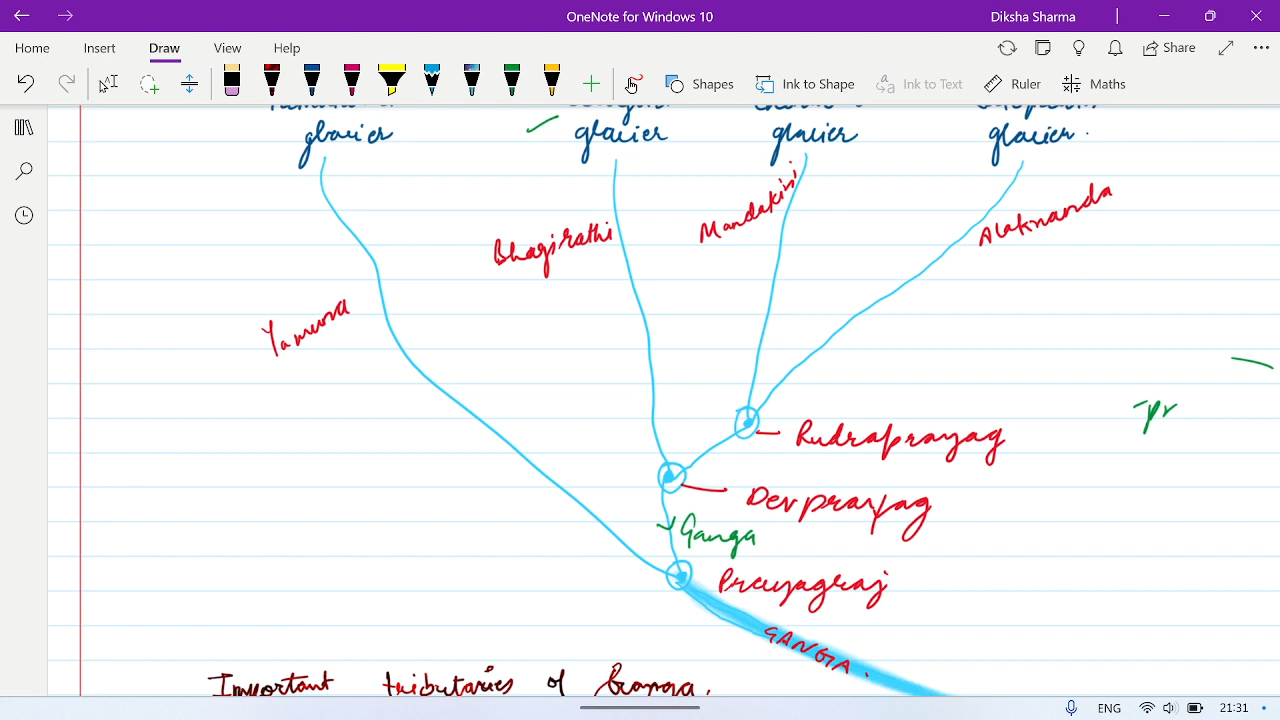 OneNote for Windows 10
Diksha Sharma
Home Insert Draw View Help
Share
Shapes Ink to Shape Ink to Text Ruler Maths
glacier glacier glacier glacier.
Mandakini
Alaknanda
Bhagirathi
Yamuna
pr
Rudraprayag
Devprayag
Ganga
Prayagraj
GANGA.
Important tributaries of Ganga.
ENG 21:31